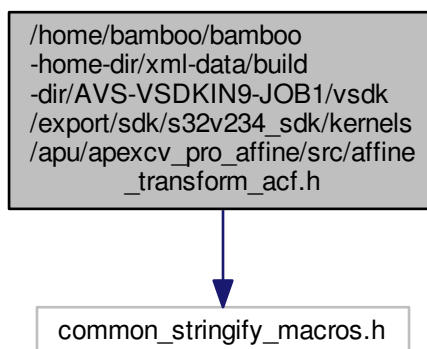 /home/bamboo/bamboo
-home-dir/xml-data/build
-dir/AVS-VSDKIN9-JOB1/vsdk
/export/sdk/s32v234_sdk/kernels
/apu/apexcv_pro_affine/src/affine
_transform_acf.h
common_stringify_macros.h